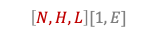 [N, H, L][1, E]